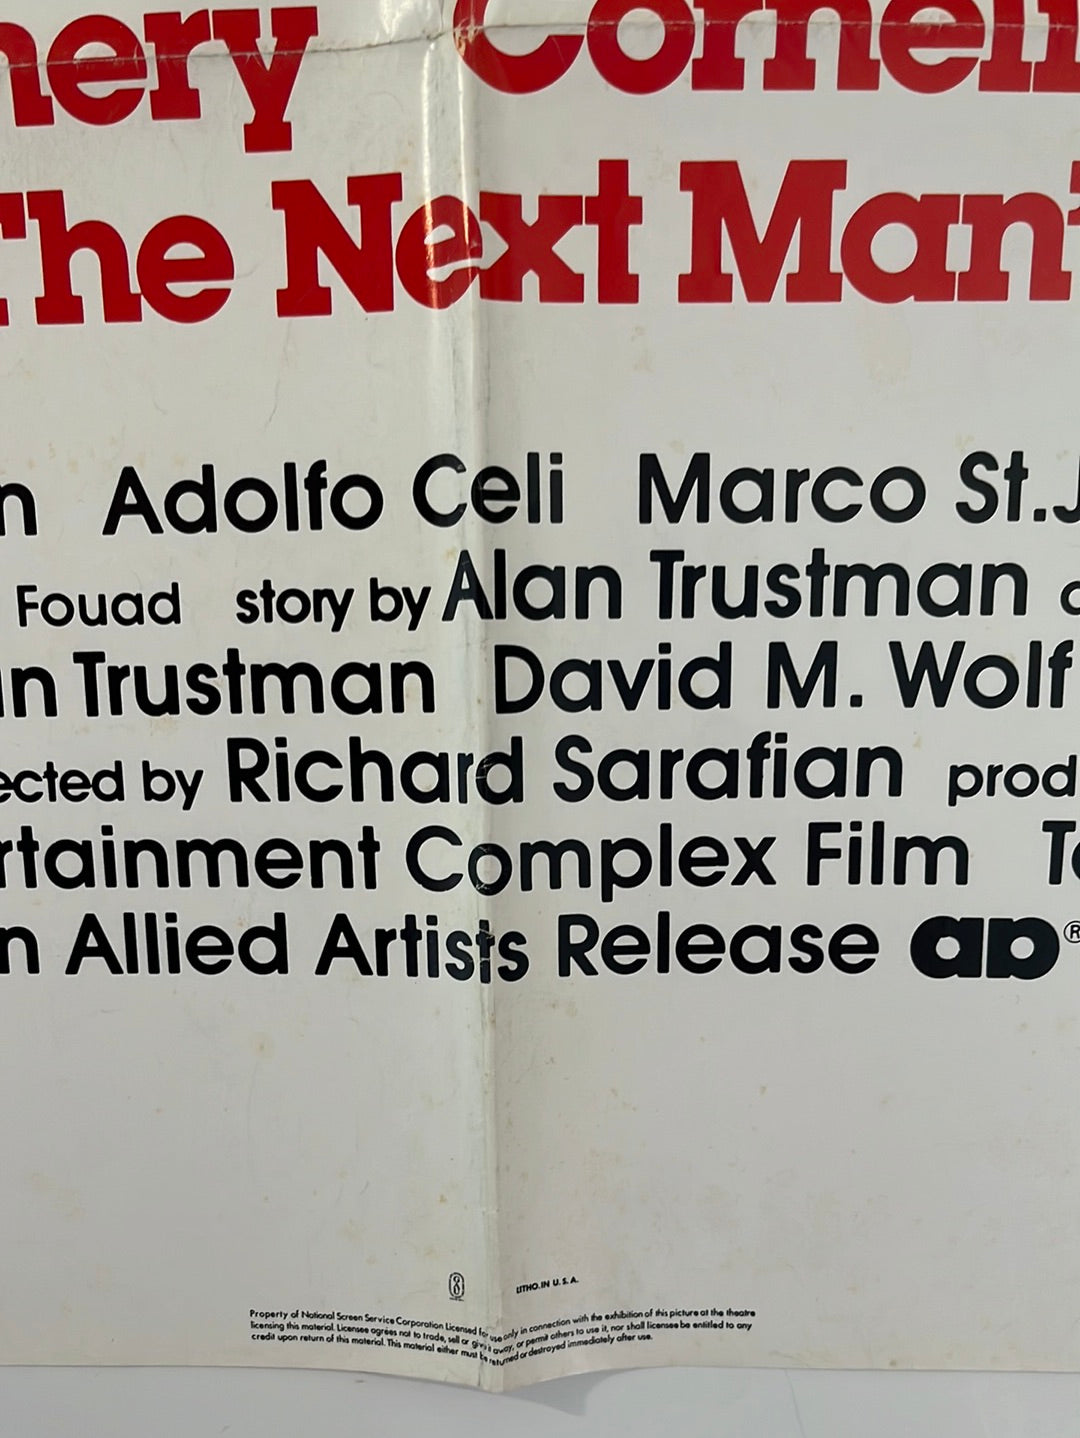 nery Corneli
The Next Man"
n Adolfo Celi Marco St.J
Fouad story by Alan Trustman a
an Trustman David M. Wolf
ected by Richard Sarafian prod
rtainment Complex Film Te
n Allied Artists Release aa®
LITHO. IN U.S.A.
Property of National Screen Service Corporation Licensed for use only in connection with the exhibition of this picture at the theatre
licensing this material. Licensee agrees not to trade, sell or give it away, or permit others to use it, nor shall licensee be entitled to any
credit upon return of this material. This material either must be returned or destroyed immediately after use.